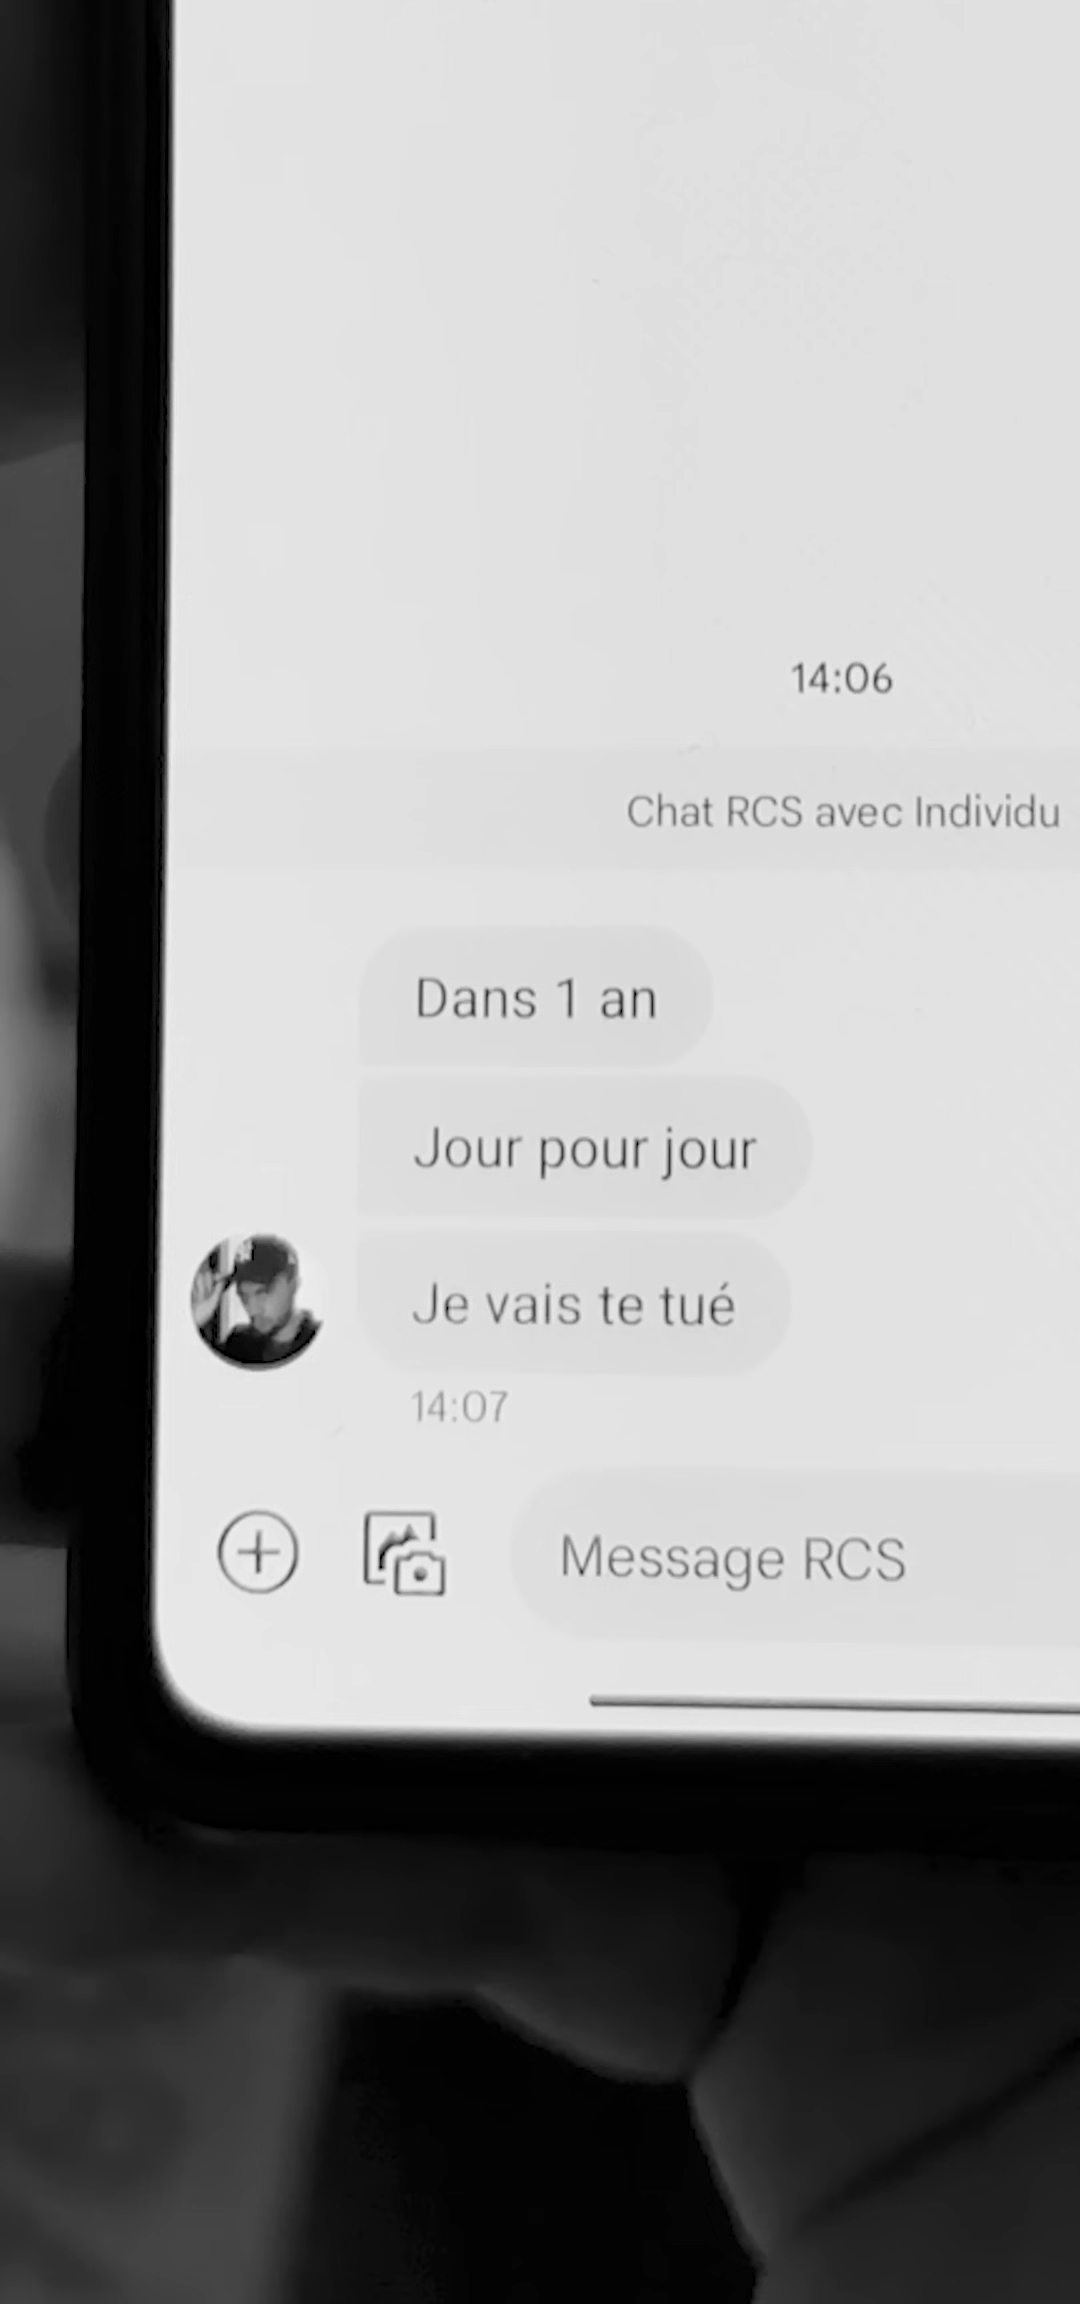 14:06
Chat RCS avec Individu
Dans 1 an
Jour pour jour
Je vais te tué
14:07
Message RCS